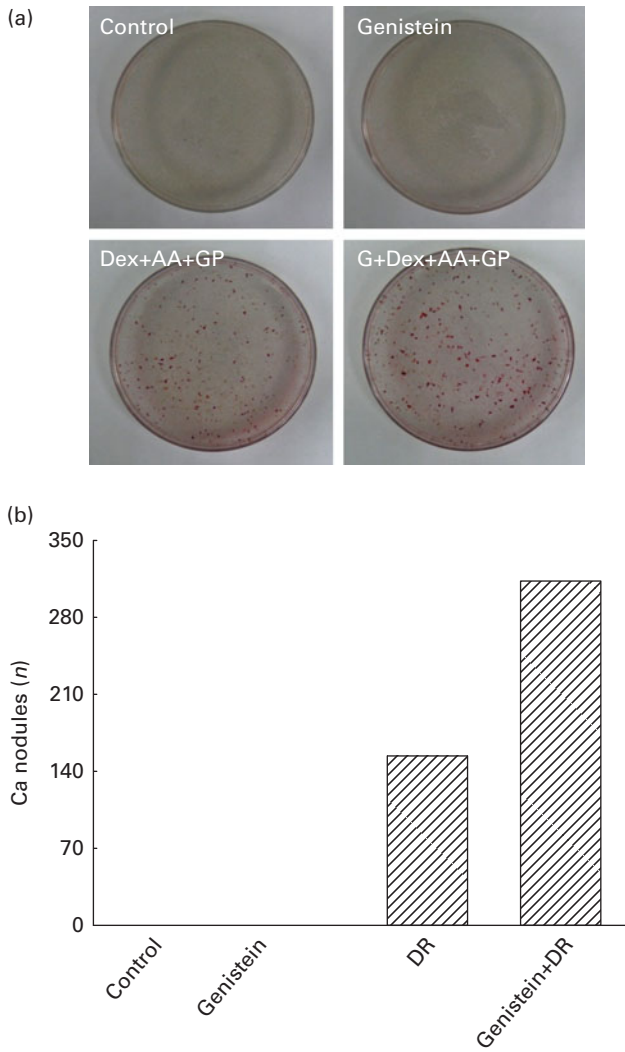 (a)
Control
Genistein
Dex+AA+GP
G+Dex+AA+GP
(b)
350
280
210
140
70
0
Ca nodules (n)
Control
Genistein
DR
Genistein+DR